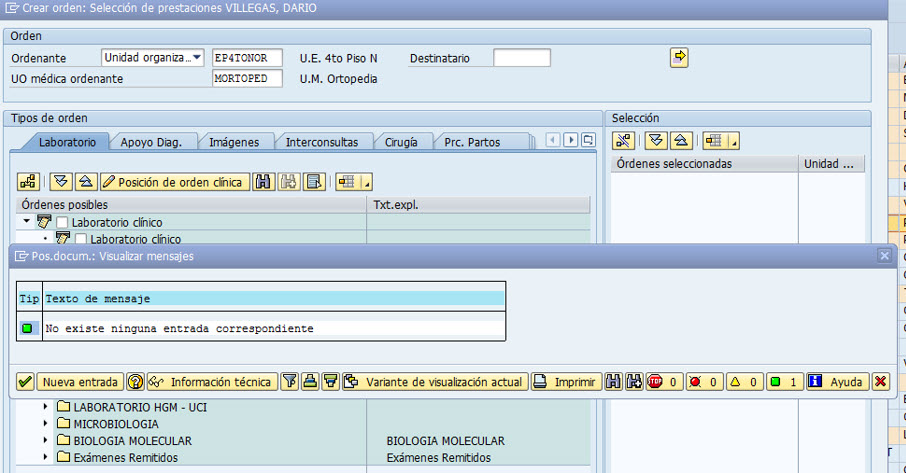 Crear orden: Selección de prestaciones VILLEGAS, DARIO
Orden
Ordenante Unidad organiza... EP4TONOR U.E. 4to Piso N Destinatario
UO médica ordenante MORTOPED U.M. Ortopedia
Tipos de orden
Selección
Laboratorio Apoyo Diag. Imágenes Interconsultas Cirugía Prc. Partos
Posición de orden clínica
Órdenes posibles Txt.expl.
Órdenes seleccionadas Unidad ...
Laboratorio clínico
Laboratorio clínico
Pos.docum.: Visualizar mensajes
Tip Texto de mensaje
No existe ninguna entrada correspondiente
Nueva entrada Información técnica Variante de visualización actual Imprimir STOP 0 0 0 1 Ayuda
LABORATORIO HGM - UCI
MICROBIOLOGIA
BIOLOGIA MOLECULAR BIOLOGIA MOLECULAR
Exámenes Remitidos Exámenes Remitidos